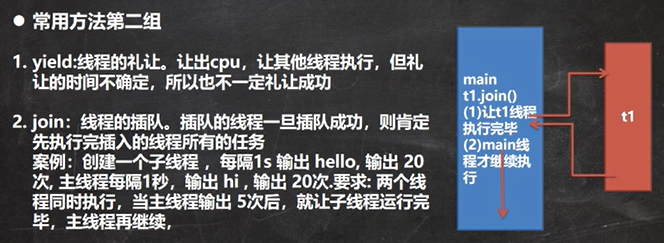 ● 常用方法第二组
1. yield:线程的礼让。让出cpu，让其他线程执行，但礼
让的时间不确定，所以也不一定礼让成功
2. join：线程的插队。插队的线程一旦插队成功，则肯定
先执行完插入的线程所有的任务
案例：创建一个子线程 ，每隔1s 输出 hello, 输出 20
次, 主线程每隔1秒，输出 hi , 输出 20次.要求: 两个线
程同时执行，当主线程输出 5次后，就让子线程运行完
毕，主线程再继续，
main
t1.join()
(1)让t1线程
执行完毕
(2)main线
程才继续执
行
t1